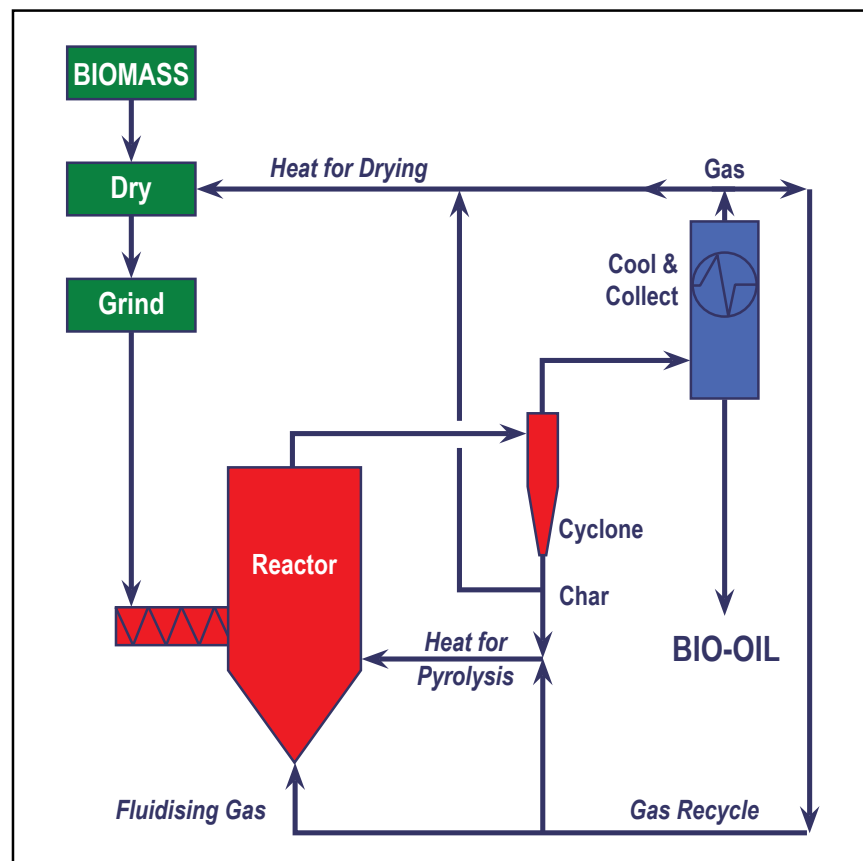 BIOMASS
Heat for Drying
Gas
Dry
Cool &
Collect
Grind
Cyclone
Reactor
Char
Heat for
Pyrolysis
BIO-OIL
Fluidising Gas
Gas Recycle